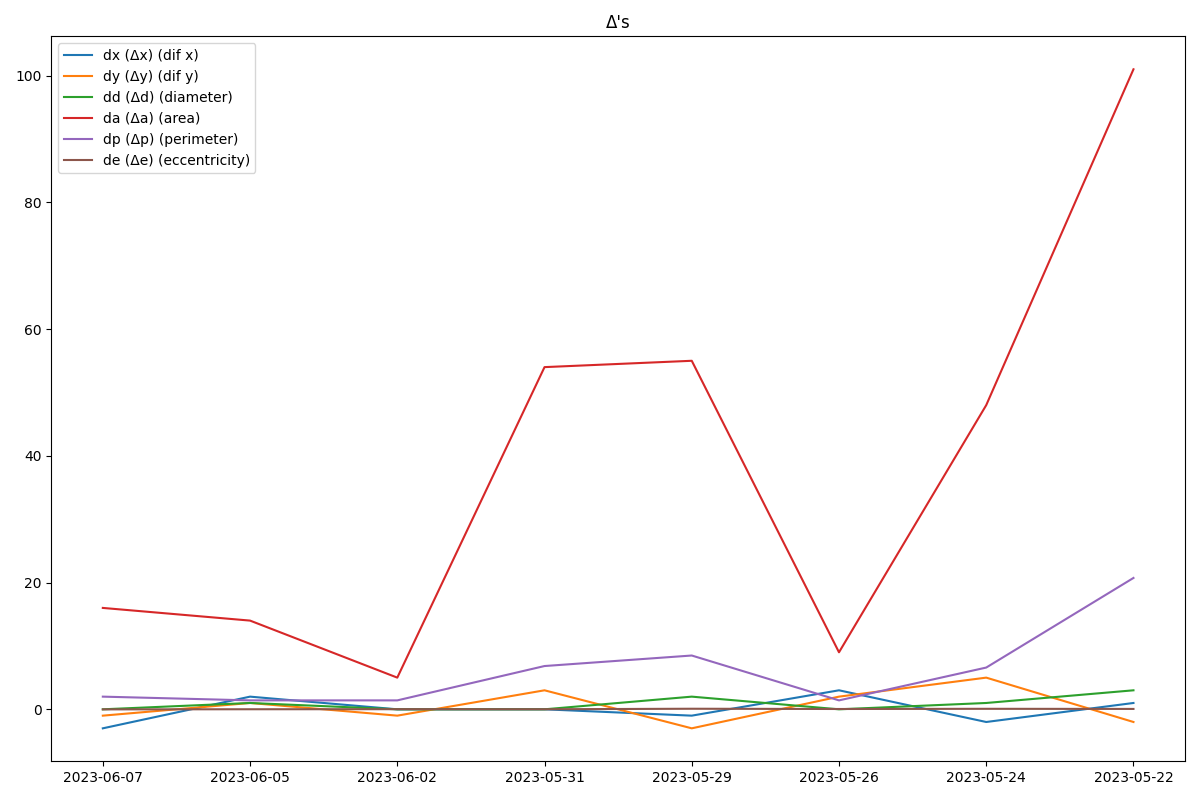 Δ's
dx (Δx) (dif x)
dy (Δy) (dif y)
dd (Δd) (diameter)
da (Δa) (area)
dp (Δp) (perimeter)
de (Δe) (eccentricity)
100
80
60
40
20
0
2023-06-07 2023-06-05 2023-06-02 2023-05-31 2023-05-29 2023-05-26 2023-05-24 2023-05-22